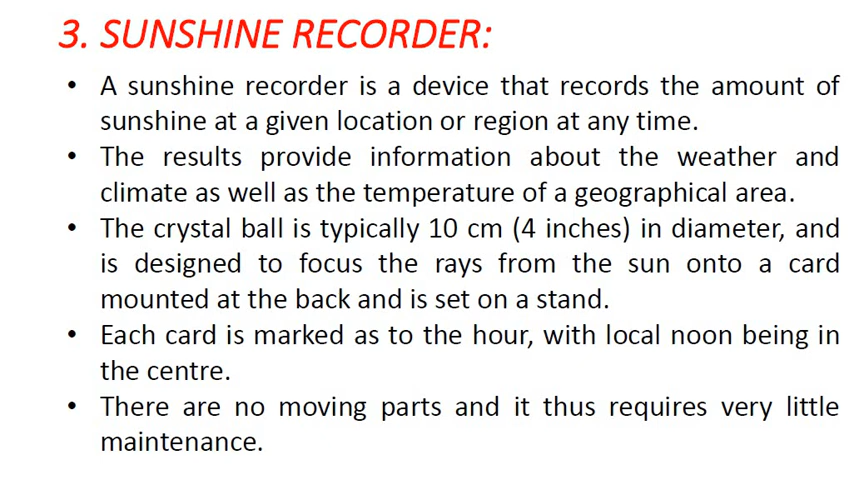 3. SUNSHINE RECORDER:
• A sunshine recorder is a device that records the amount of
sunshine at a given location or region at any time.
• The results provide information about the weather and
climate as well as the temperature of a geographical area.
• The crystal ball is typically 10 cm (4 inches) in diameter, and
is designed to focus the rays from the sun onto a card
mounted at the back and is set on a stand.
• Each card is marked as to the hour, with local noon being in
the centre.
• There are no moving parts and it thus requires very little
maintenance.